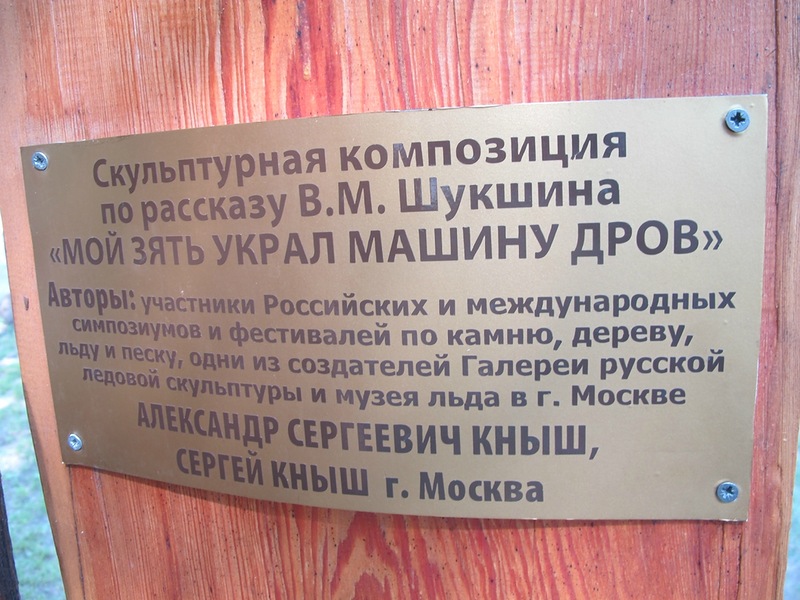 Скульптурная композиция
по рассказу В.М. Шукшина
«МОЙ ЗЯТЬ УКРАЛ МАШИНУ ДРОВ»
Авторы: участники Российских и международных
симпозиумов и фестивалей по камню, дереву,
льду и песку, одни из создателей Галереи русской
ледовой скульптуры и музея льда в г. Москве
АЛЕКСАНДР СЕРГЕЕВИЧ КНЫШ,
СЕРГЕЙ КНЫШ г. Москва